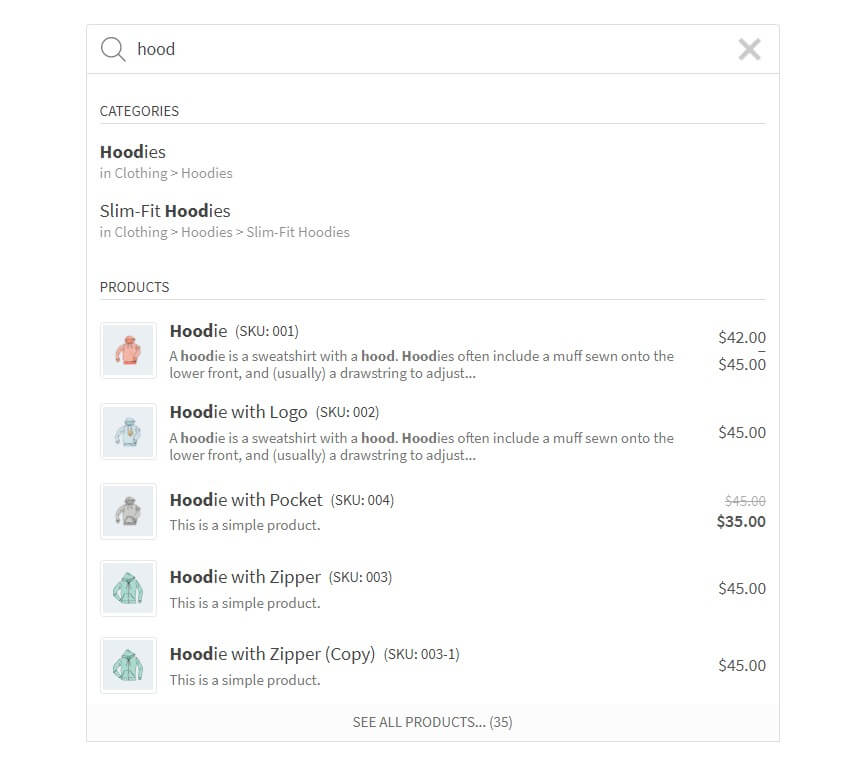 hood
CATEGORIES
Hoodies
in Clothing > Hoodies
Slim-Fit Hoodies
in Clothing > Hoodies > Slim-Fit Hoodies
PRODUCTS
Hoodie (SKU: 001)
A hoodie is a sweatshirt with a hood. Hoodies often include a muff sewn onto the
lower front, and (usually) a drawstring to adjust...
$42.00
–
$45.00
Hoodie with Logo (SKU: 002)
A hoodie is a sweatshirt with a hood. Hoodies often include a muff sewn onto the
lower front, and (usually) a drawstring to adjust...
$45.00
Hoodie with Pocket (SKU: 004)
This is a simple product.
$45.00
$35.00
Hoodie with Zipper (SKU: 003)
This is a simple product.
$45.00
Hoodie with Zipper (Copy) (SKU: 003-1)
This is a simple product.
$45.00
SEE ALL PRODUCTS... (35)